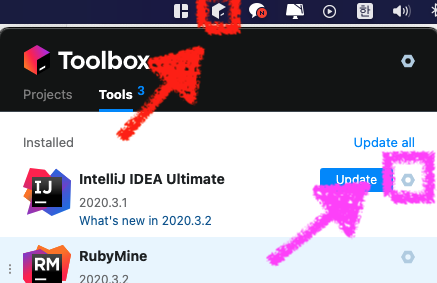 한
Toolbox
Projects
Tools 3
Installed
Update all
IJ
IntelliJ IDEA Ultimate
Update
2020.3.1
What's new in 2020.3.2
RM
RubyMine
2020.3.2